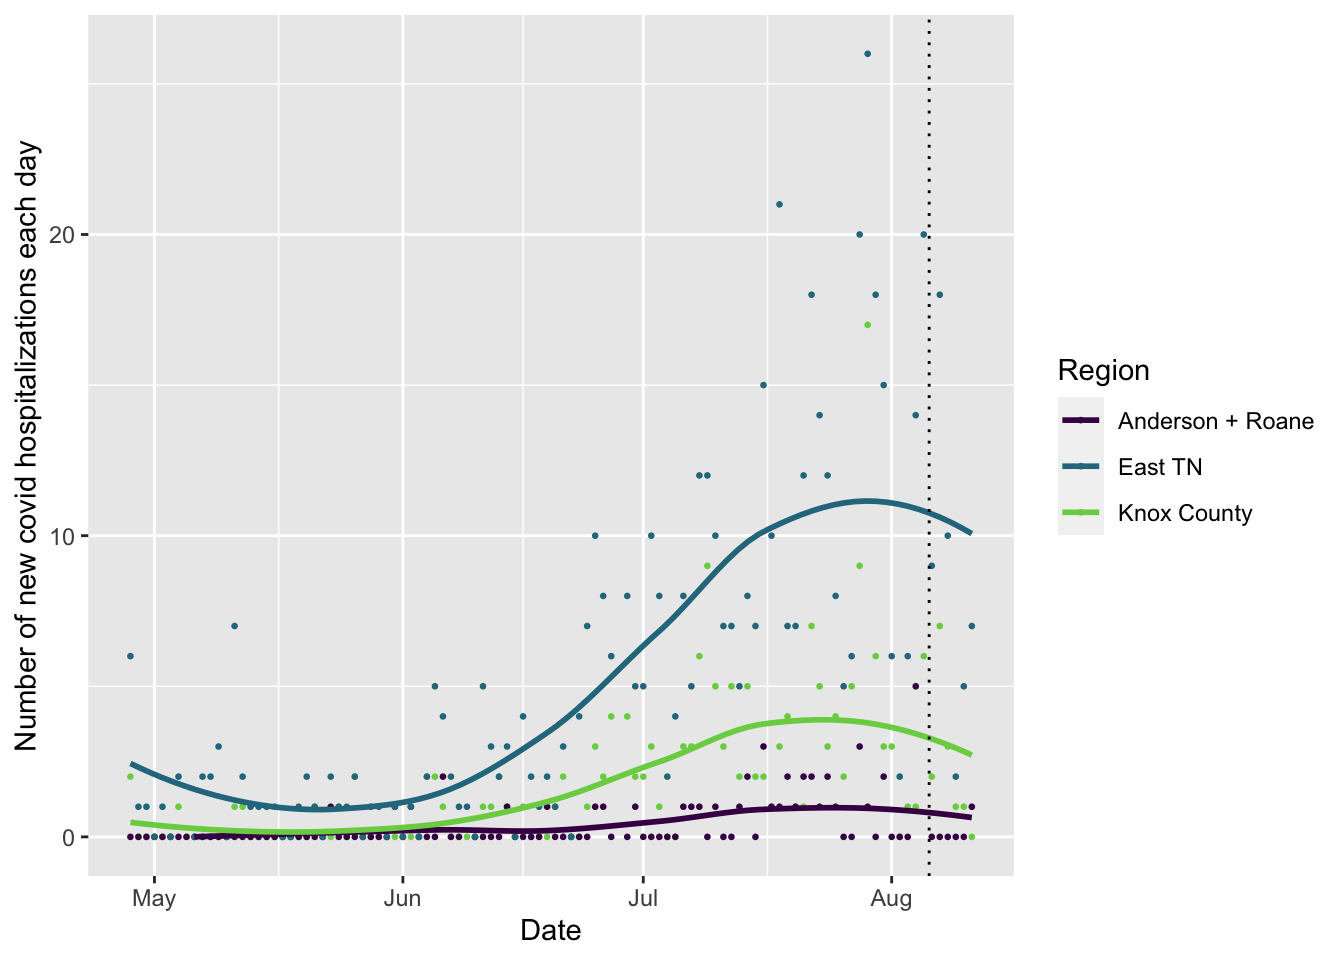 Number of new covid hospitalizations each day
20
10
0
May
Jun
Jul
Aug
Date
Region
Anderson + Roane
East TN
Knox County